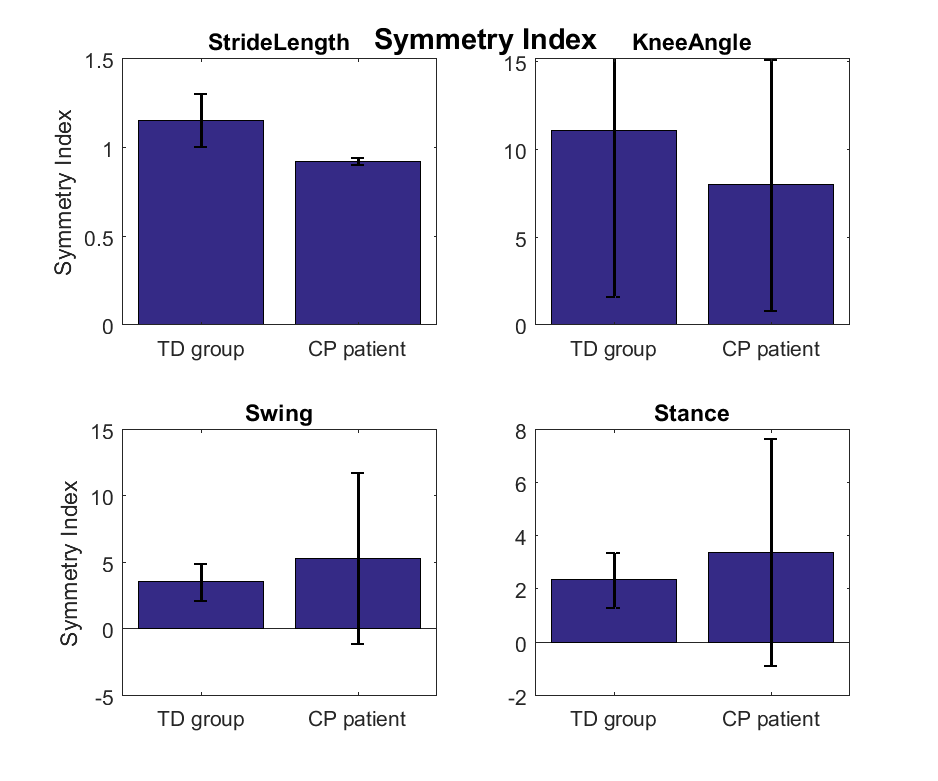 Symmetry Index
StrideLength
1.5
1
0.5
0
Symmetry Index
TD group
CP patient
KneeAngle
15
10
5
0
TD group
CP patient
Swing
15
10
5
0
-5
Symmetry Index
TD group
CP patient
Stance
8
6
4
2
0
-2
TD group
CP patient